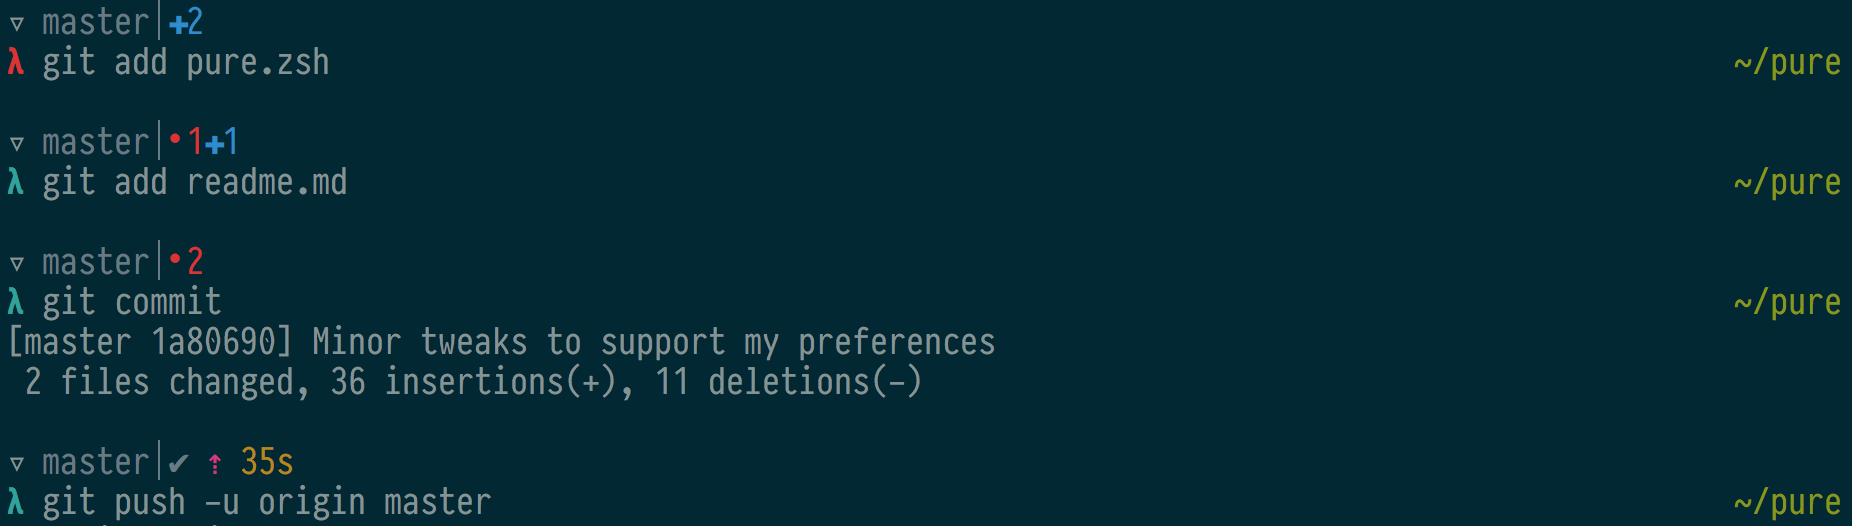 ▿ master|✚2
λ git add pure.zsh ~/pure
▿ master|•1✚1
λ git add readme.md ~/pure
▿ master|•2
λ git commit ~/pure
[master 1a80690] Minor tweaks to support my preferences
2 files changed, 36 insertions(+), 11 deletions(-)
▿ master|✔ ⇡ 35s
λ git push -u origin master ~/pure